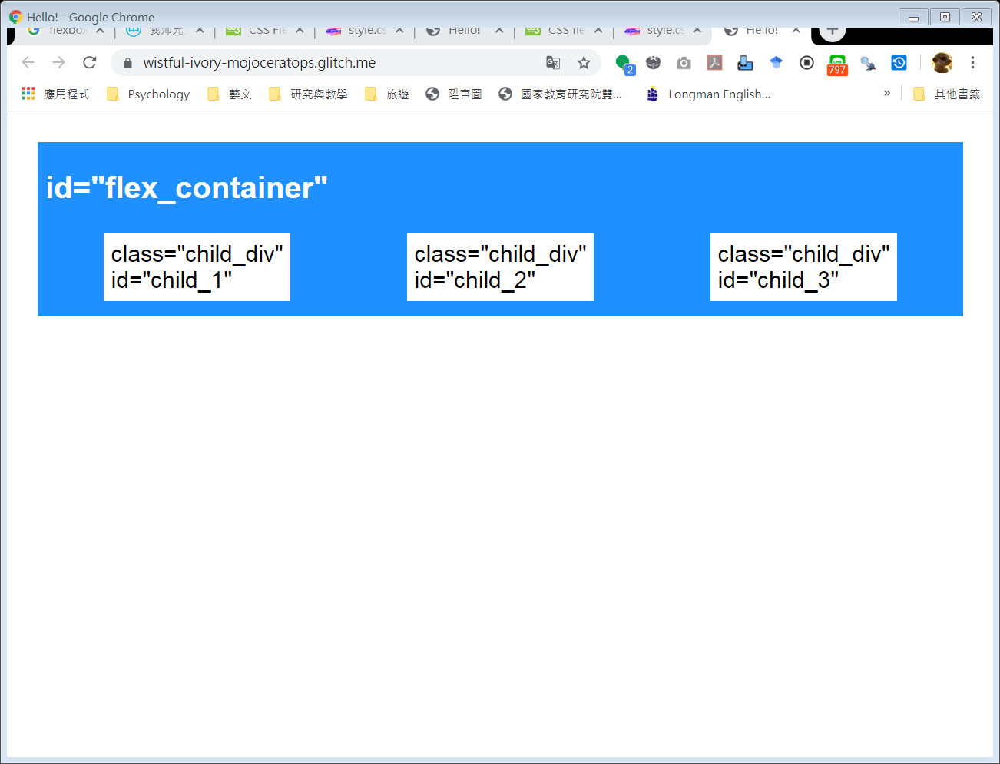 Hello! - Google Chrome
flexbox
CSS Fle
style.cs
Hello!
CSS fle
style.cs
Hello!
wistful-ivory-mojoceratops.glitch.me
2
LINE
797
應用程式
Psychology
藝文
研究與教學
旅遊
陞官圖
國家教育研究院雙...
Longman English...
»
其他書籤
id="flex_container"
class="child_div"
id="child_1"
class="child_div"
id="child_2"
class="child_div"
id="child_3"